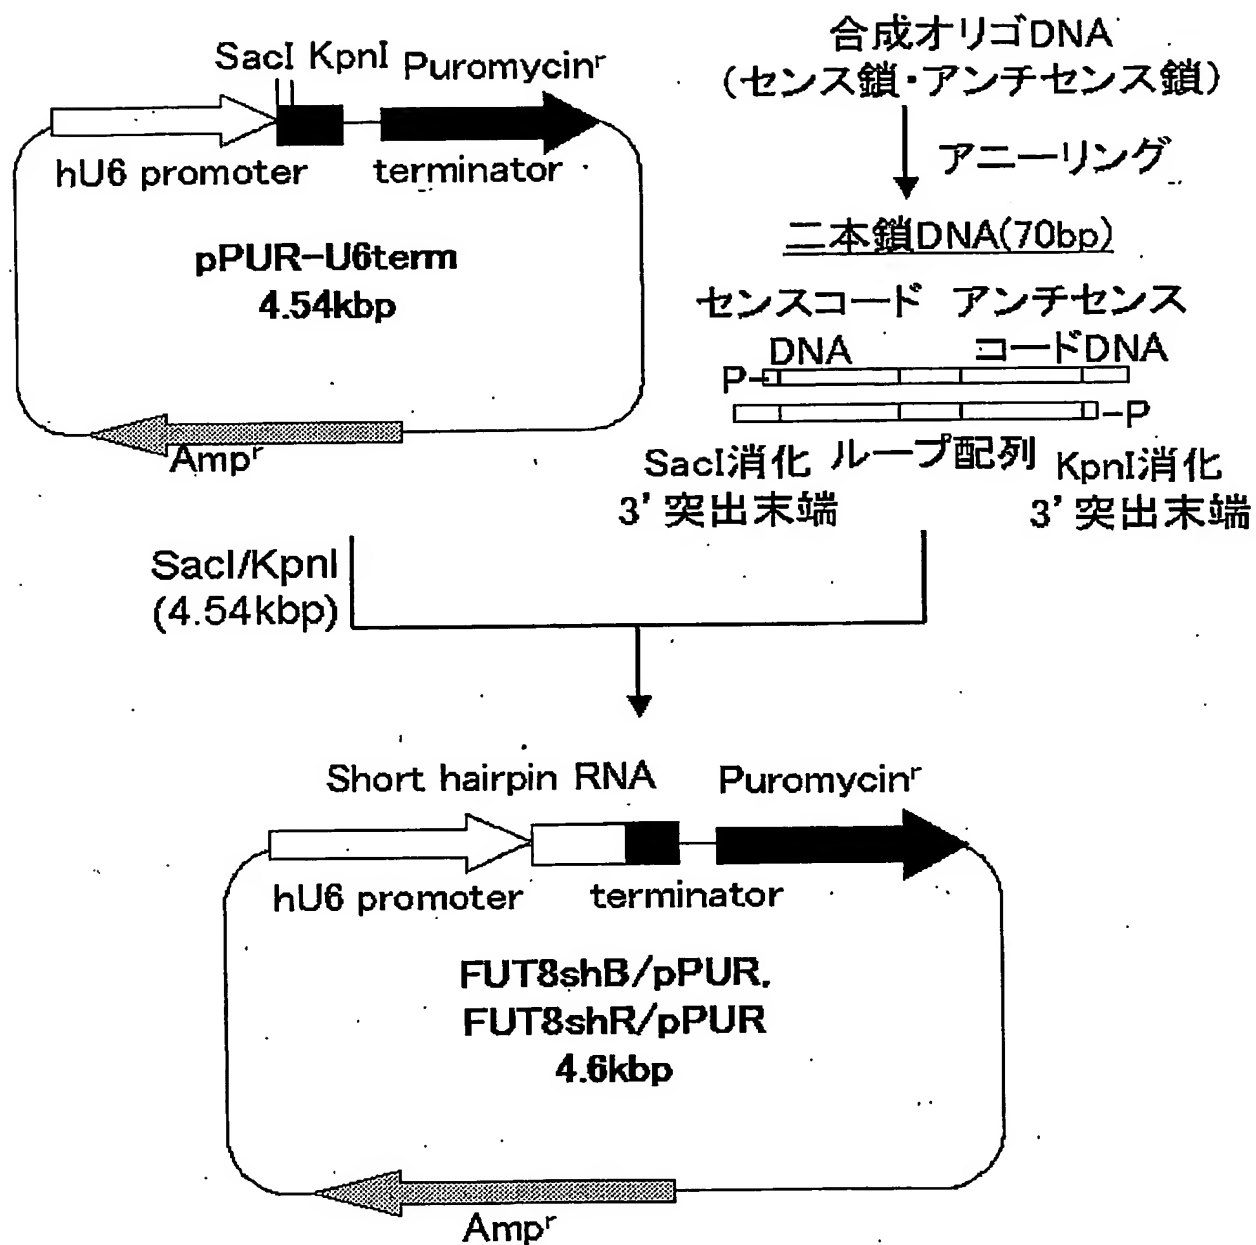 SacI KpnI Puromycinʳ
hU6 promoter terminator
pPUR-U6term
4.54kbp
Ampʳ
合成オリゴDNA
(センス鎖・アンチセンス鎖)
アニーリング
二本鎖DNA(70bp)
センスコード アンチセンス
DNA コードDNA
P-
-P
SacI消化 ループ配列 KpnI消化
3' 突出末端 3' 突出末端
SacI/KpnI
(4.54kbp)
Short hairpin RNA Puromycinʳ
hU6 promoter terminator
FUT8shB/pPUR,
FUT8shR/pPUR
4.6kbp
Ampʳ